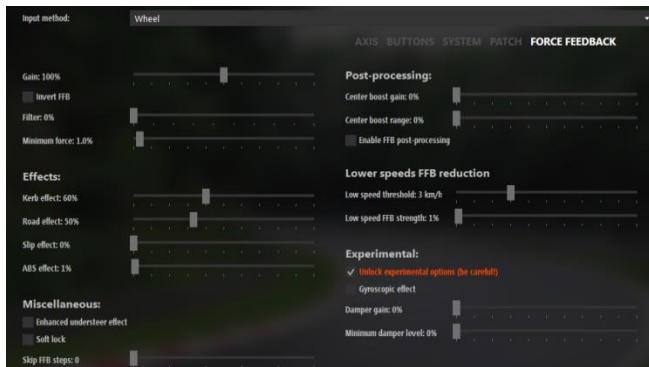 Input method: Wheel
AXIS BUTTONS SYSTEM PATCH FORCE FEEDBACK
Gain: 100%
Invert FFB
Filter: 0%
Minimum force: 1.0%
Effects:
Kerb effect: 60%
Road effect: 50%
Slip effect: 0%
ABS effect: 1%
Miscellaneous:
Enhanced understeer effect
Soft lock
Skip FFB steps: 0
Post-processing:
Center boost gain: 0%
Center boost range: 0%
Enable FFB post-processing
Lower speeds FFB reduction
Low speed threshold: 3 km/h
Low speed FFB strength: 1%
Experimental:
Unlock experimental options (be careful!)
Gyroscopic effect
Damper gain: 0%
Minimum damper level: 0%